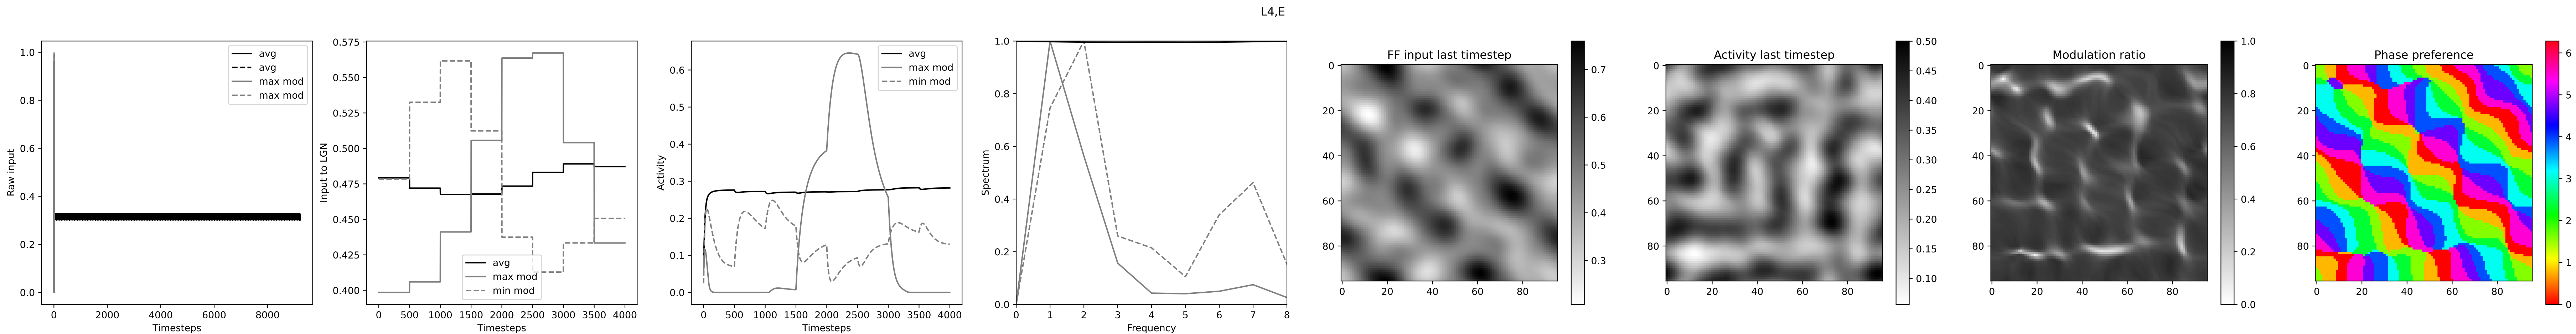 L4,E
Raw input
1.0
0.8
0.6
0.4
0.2
0.0
0 2000 4000 6000 8000
Timesteps
avg
avg
max mod
max mod
Input to LGN
0.575
0.550
0.525
0.500
0.475
0.450
0.425
0.400
0 500 1000 1500 2000 2500 3000 3500 4000
Timesteps
avg
max mod
min mod
Activity
0.6
0.5
0.4
0.3
0.2
0.1
0.0
0 500 1000 1500 2000 2500 3000 3500 4000
Timesteps
avg
max mod
min mod
Spectrum
1.0
0.8
0.6
0.4
0.2
0.0
0 1 2 3 4 5 6 7 8
Frequency
FF input last timestep
0
20
40
60
80
0 20 40 60 80
0.7
0.6
0.5
0.4
0.3
Activity last timestep
0
20
40
60
80
0 20 40 60 80
0.50
0.45
0.40
0.35
0.30
0.25
0.20
0.15
0.10
Modulation ratio
0
20
40
60
80
0 20 40 60 80
1.0
0.8
0.6
0.4
0.2
0.0
Phase preference
0
20
40
60
80
0 20 40 60 80
6
5
4
3
2
1
0